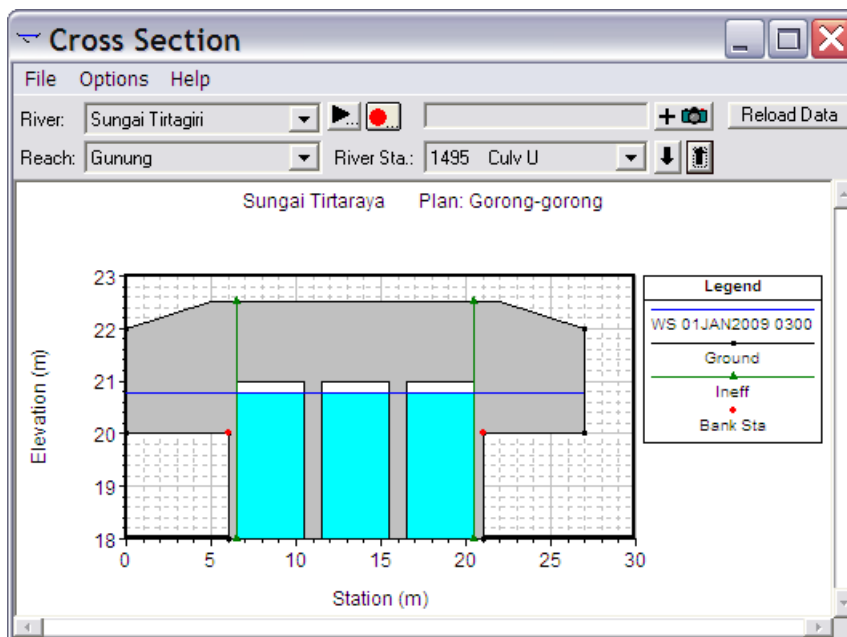 Cross Section
File Options Help
River: Sungai Tirtagiri Reload Data
Reach: Gunung River Sta.: 1495 Culv U
Sungai Tirtaraya Plan: Gorong-gorong
Elevation (m)
23
22
21
20
19
18
0 5 10 15 20 25 30
Station (m)
Legend
WS 01JAN2009 0300
Ground
Ineff
Bank Sta